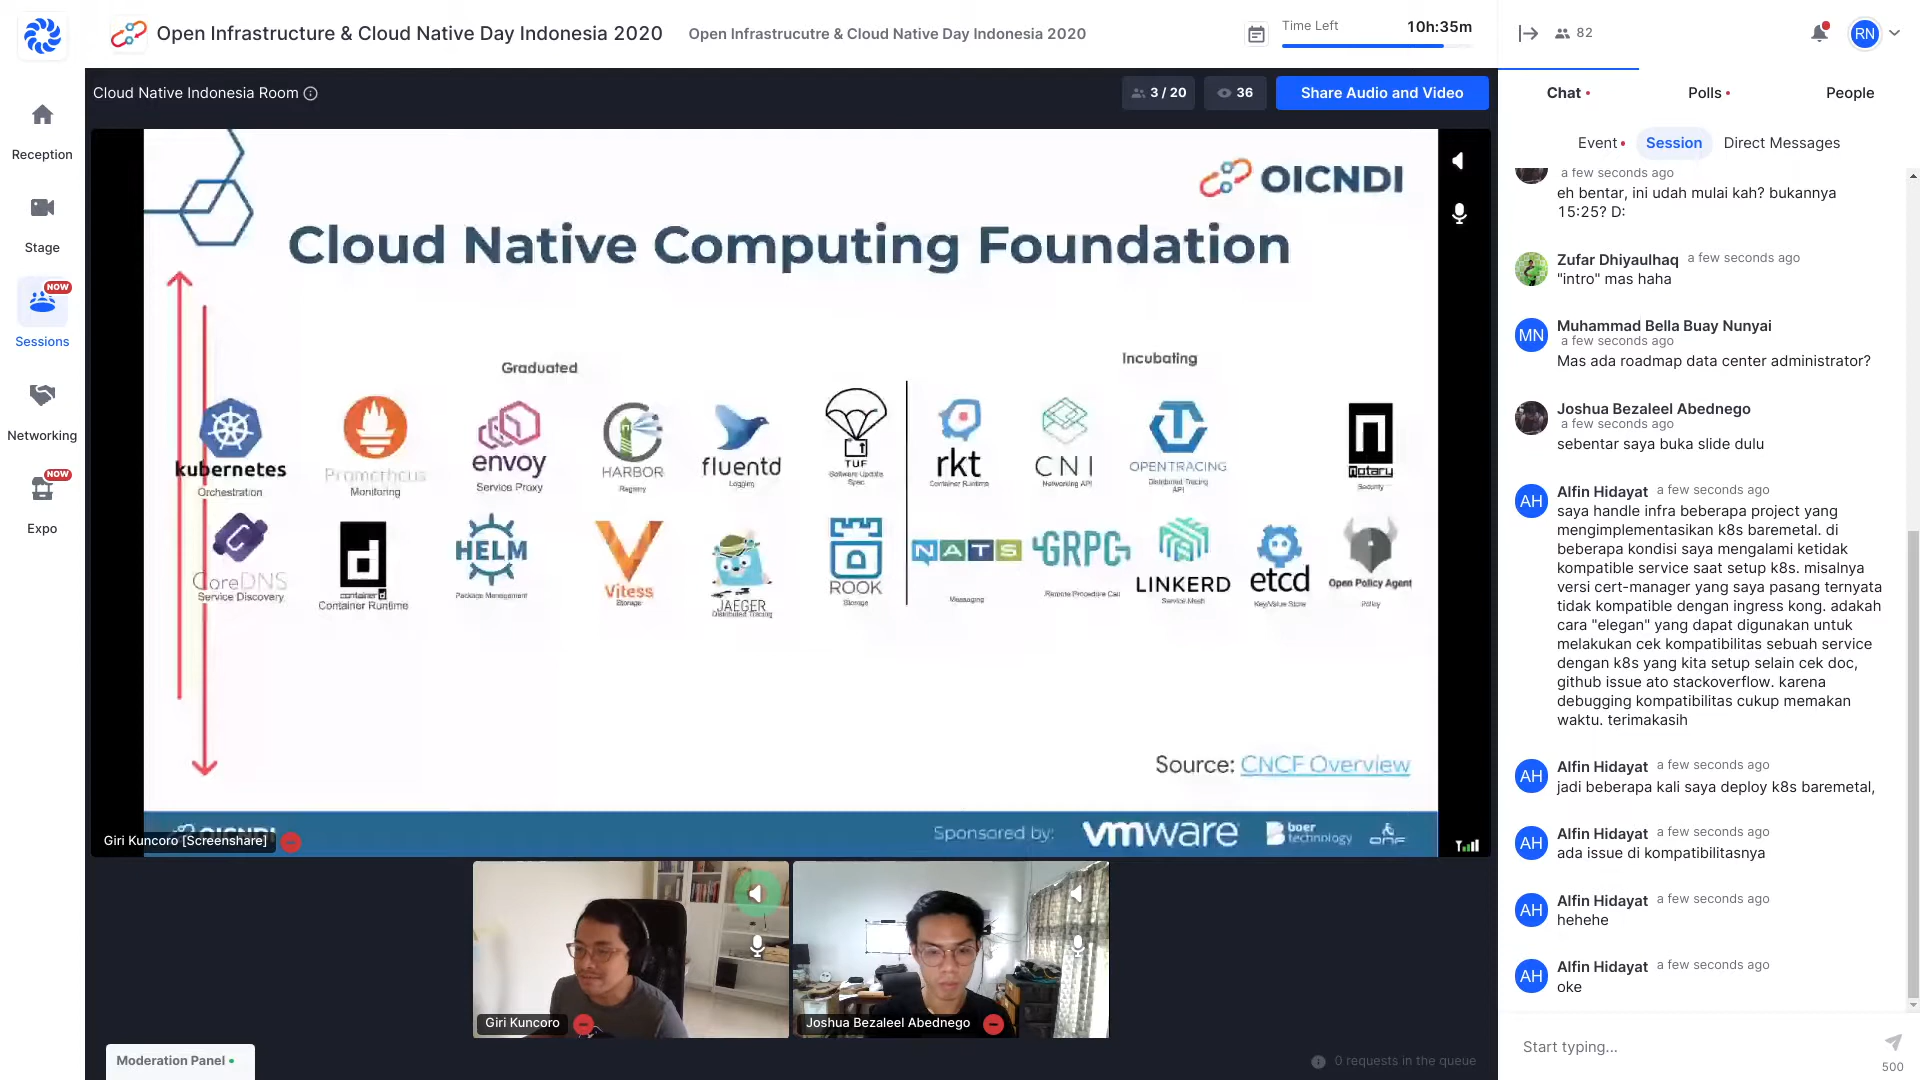 Open Infrastructure & Cloud Native Day Indonesia 2020
Open Infrastrucutre & Cloud Native Day Indonesia 2020
Time Left
10h:35m
82
RN
Reception
Stage
NOW
Sessions
Networking
NOW
Expo
Cloud Native Indonesia Room
3 / 20
36
Share Audio and Video
OICNDI
Cloud Native Computing Foundation
Graduated
Incubating
kubernetes
Orchestration
Prometheus
Monitoring
envoy
Service Proxy
HARBOR
Registry
fluentd
Logging
TUF
Software Update
Spec
rkt
Container Runtime
CNI
Networking API
OPENTRACING
Distributed Tracing
API
Notary
Security
CoreDNS
Service Discovery
containerd
Container Runtime
HELM
Package Management
Vitess
Storage
JAEGER
Distributed Tracing
ROOK
Storage
NATS
Messaging
GRPC
Remote Procedure Call
LINKERD
Service Mesh
etcd
Key/Value Store
Open Policy Agent
Policy
Source: CNCF Overview
Giri Kuncoro [Screenshare]
Sponsored by:
vmware
boer
technology
ONF
Giri Kuncoro
Joshua Bezaleel Abednego
Moderation Panel
0 requests in the queue
Chat
Polls
People
Event
Session
Direct Messages
a few seconds ago
eh bentar, ini udah mulai kah? bukannya
15:25? D:
Zufar Dhiyaulhaq a few seconds ago
"intro" mas haha
MN
Muhammad Bella Buay Nunyai
a few seconds ago
Mas ada roadmap data center administrator?
Joshua Bezaleel Abednego
a few seconds ago
sebentar saya buka slide dulu
AH
Alfin Hidayat a few seconds ago
saya handle infra beberapa project yang
mengimplementasikan k8s baremetal. di
beberapa kondisi saya mengalami ketidak
kompatible service saat setup k8s. misalnya
versi cert-manager yang saya pasang ternyata
tidak kompatible dengan ingress kong. adakah
cara "elegan" yang dapat digunakan untuk
melakukan cek kompatibilitas sebuah service
dengan k8s yang kita setup selain cek doc,
github issue ato stackoverflow. karena
debugging kompatibilitas cukup memakan
waktu. terimakasih
AH
Alfin Hidayat a few seconds ago
jadi beberapa kali saya deploy k8s baremetal,
AH
Alfin Hidayat a few seconds ago
ada issue di kompatibilitasnya
AH
Alfin Hidayat a few seconds ago
hehehe
AH
Alfin Hidayat a few seconds ago
oke
Start typing...
500